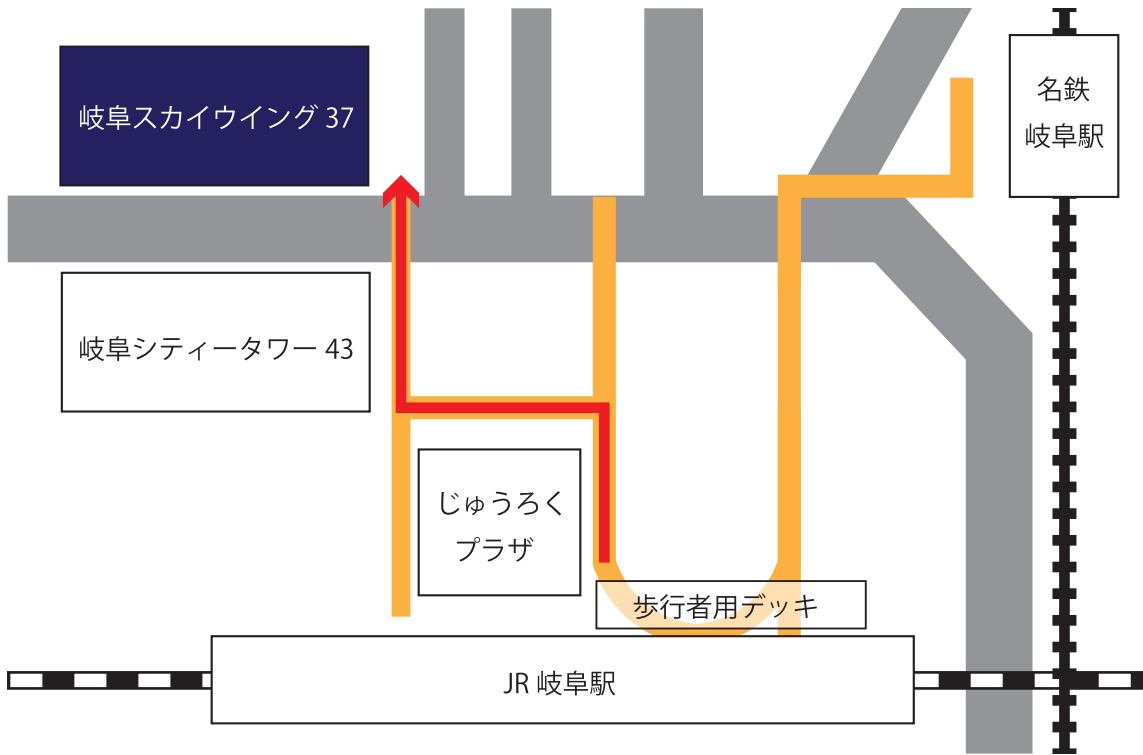 岐阜スカイウイング 37
名鉄
岐阜駅
岐阜シティータワー 43
じゅうろく
プラザ
歩行者用デッキ
JR 岐阜駅